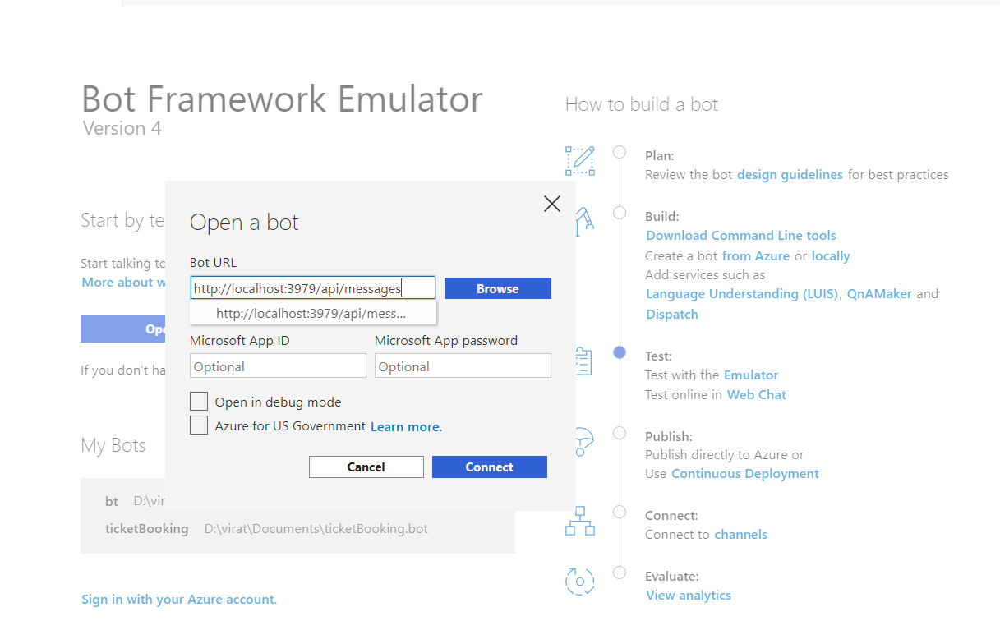 Bot Framework Emulator
Version 4
Start by te
Start talking to
More about w
Ope
If you don't ha
My Bots
bt D:\vir
ticketBooking D:\virat\Documents\ticketBooking.bot
Sign in with your Azure account.
Open a bot
Bot URL
http://localhost:3979/api/messages
Browse
http://localhost:3979/api/mess...
Microsoft App ID Microsoft App password
Optional Optional
Open in debug mode
Azure for US Government Learn more.
Cancel Connect
How to build a bot
Plan:
Review the bot design guidelines for best practices
Build:
Download Command Line tools
Create a bot from Azure or locally
Add services such as
Language Understanding (LUIS), QnAMaker and
Dispatch
Test:
Test with the Emulator
Test online in Web Chat
Publish:
Publish directly to Azure or
Use Continuous Deployment
Connect:
Connect to channels
Evaluate:
View analytics